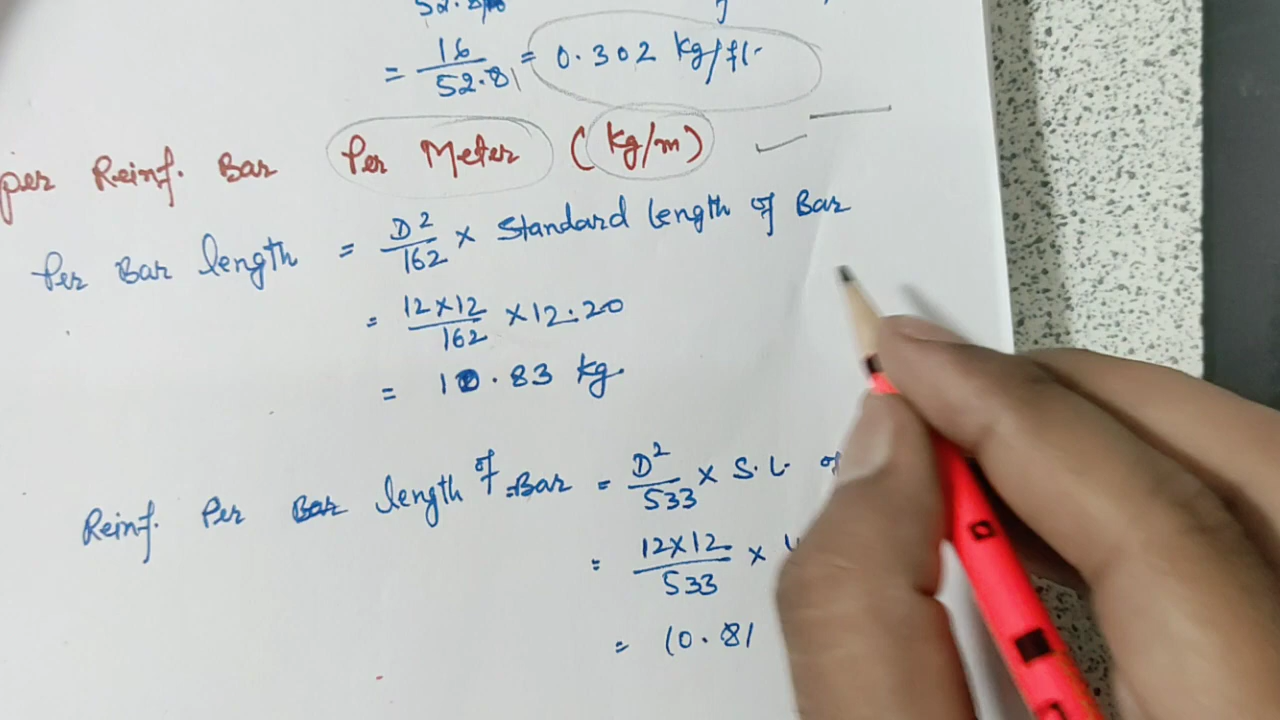 = 16/52.81 = 0.302 kg/ft.
per Reinf. Bar Per Meter (kg/m)
Per Bar length = D²/162 × Standard length of Bar
= 12×12/162 ×12.20
= 10.83 kg.
Reinf. Per Bar length of Bar = D²/533 × S.L. of
= 12×12/533 ×
= 10.81